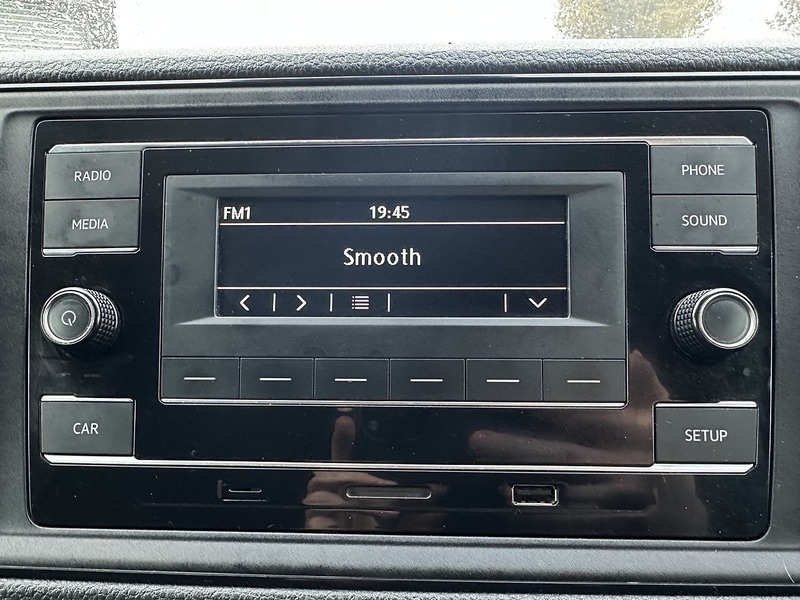 RADIO
MEDIA
PHONE
SOUND
FM1 19:45
Smooth
CAR
SETUP